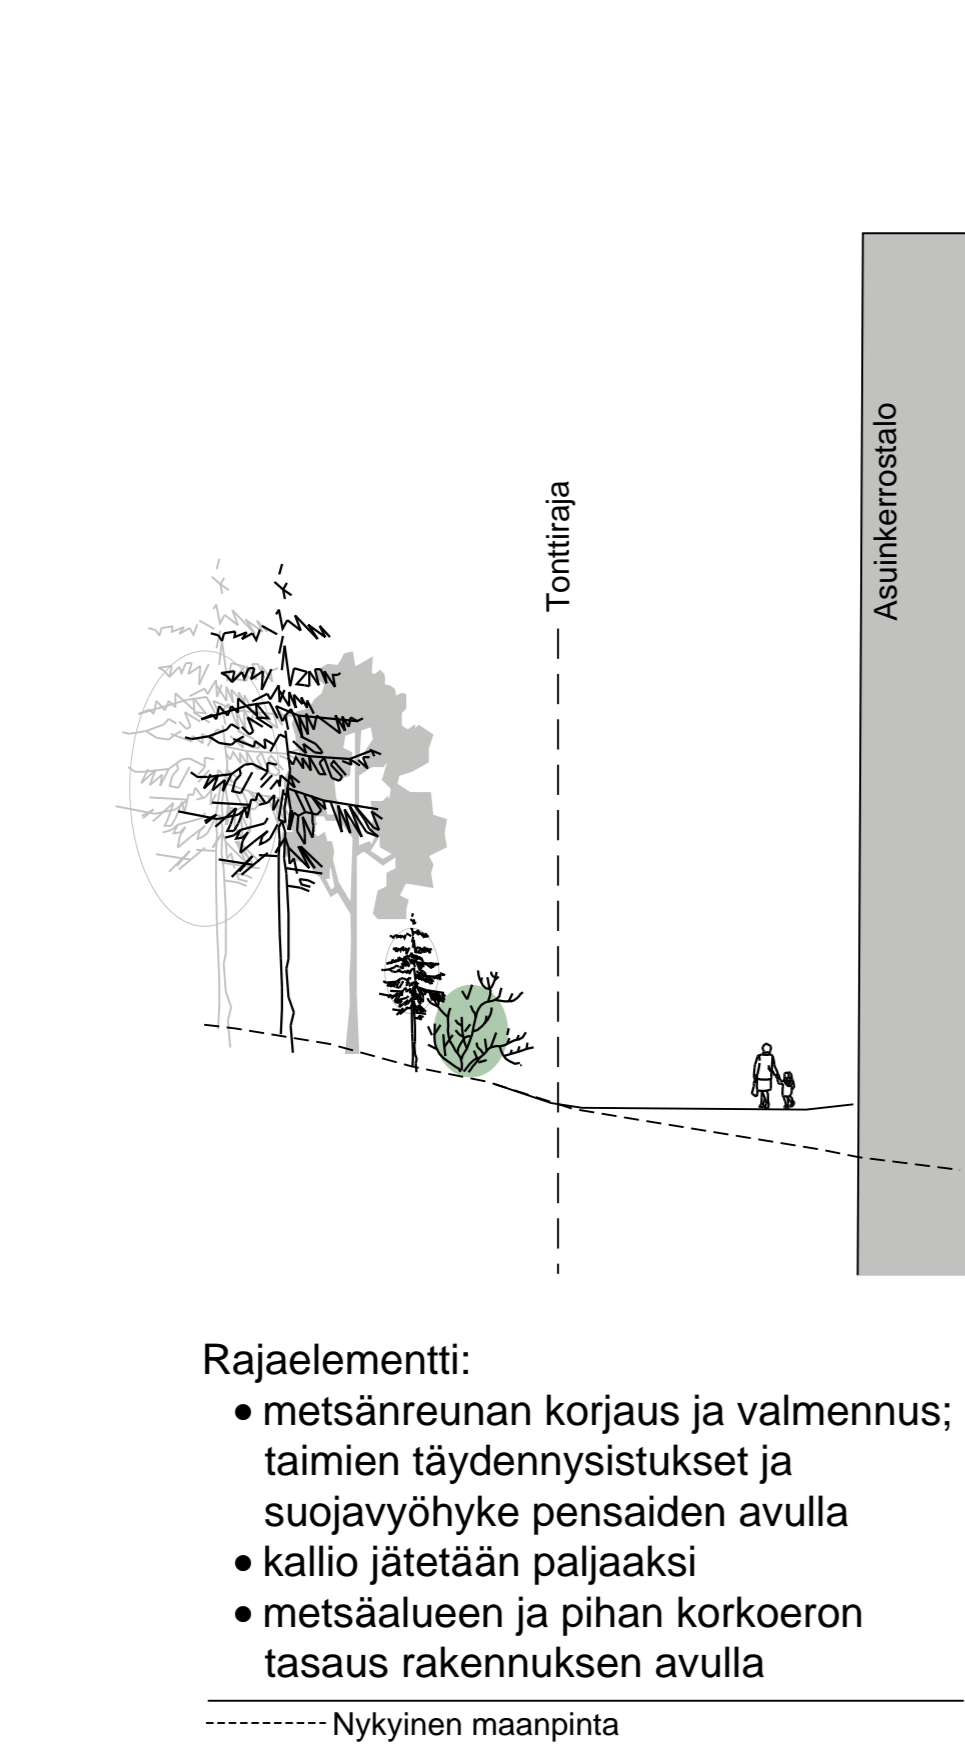 Asuinkerrostalo
Tonttiraja
Rajaelementti:
• metsänreunan korjaus ja valmennus;
taimien täydennysistukset ja
suojavyöhyke pensaiden avulla
• kallio jätetään paljaaksi
• metsäalueen ja pihan korkoeron
tasaus rakennuksen avulla
Nykyinen maanpinta